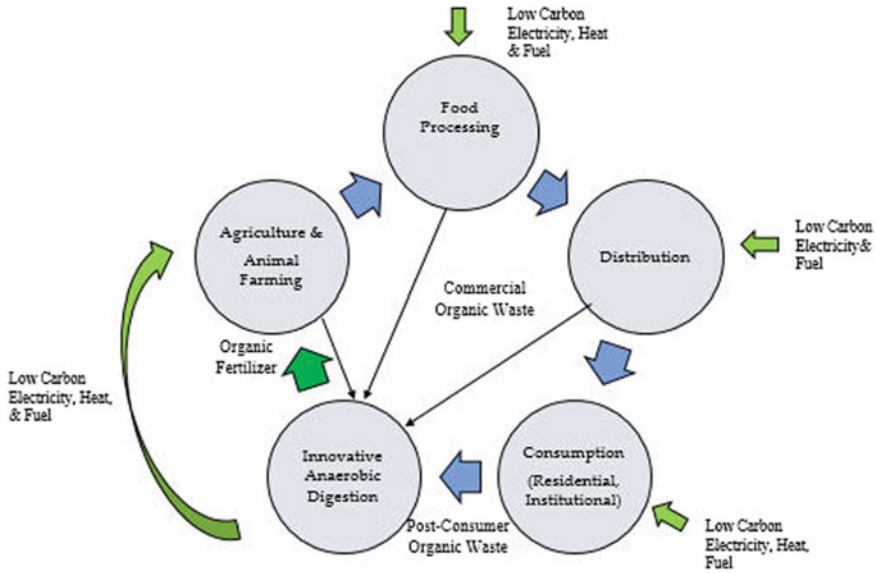 Low Carbon
Electricity, Heat
& Fuel
Food
Processing
Agriculture &
Animal
Farming
Low Carbon
Electricity&
Fuel
Distribution
Commercial
Organic Waste
Organic
Fertilizer
Low Carbon
Electricity, Heat,
& Fuel
Innovative
Anaerobic
Digestion
Consumption
(Residential,
Institutional)
Post-Consumer
Organic Waste
Low Carbon
Electricity, Heat,
Fuel